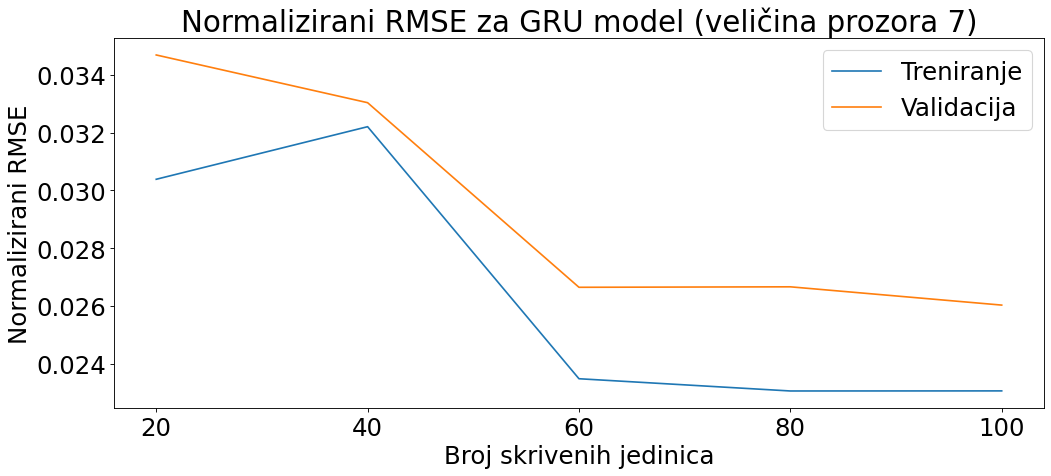 Normalizirani RMSE za GRU model (veličina prozora 7)
Treniranje
Validacija
Normalizirani RMSE
0.034
0.032
0.030
0.028
0.026
0.024
20 40 60 80 100
Broj skrivenih jedinica